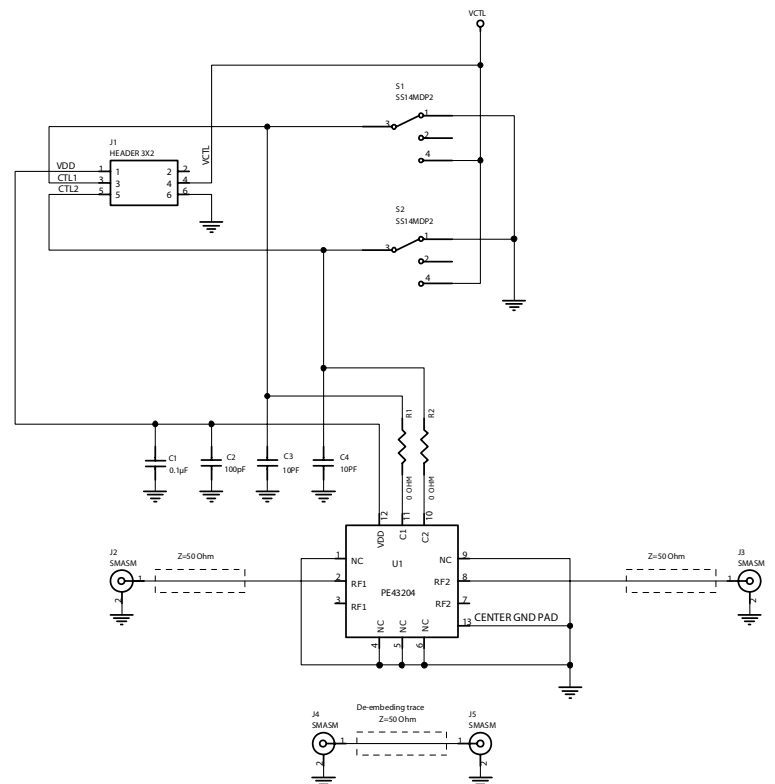 VCTL
S1
SS14MDP2
1
3
2
4
J1
HEADER 3X2
VCTL
VDD
1 1 2 2
CTL1
3 3 4 4
CTL2
5 5 6 6
S2
SS14MDP2
1
3
2
4
R1
R2
C1
0.1µF
C2
100pF
C3
10PF
C4
10PF
0 OHM
0 OHM
12
11
10
VDD
C1
C2
J2
SMASM
Z=50 Ohm
1
2
1 NC
U1
NC 9
2 RF1
RF2 8
PE43204
3 RF1
RF2 7
13 CENTER GND PAD
NC
NC
NC
4
5
6
Z=50 Ohm
J3
SMASM
1
2
De-embeding trace
Z=50 Ohm
J4
SMASM
1
2
J5
SMASM
1
2